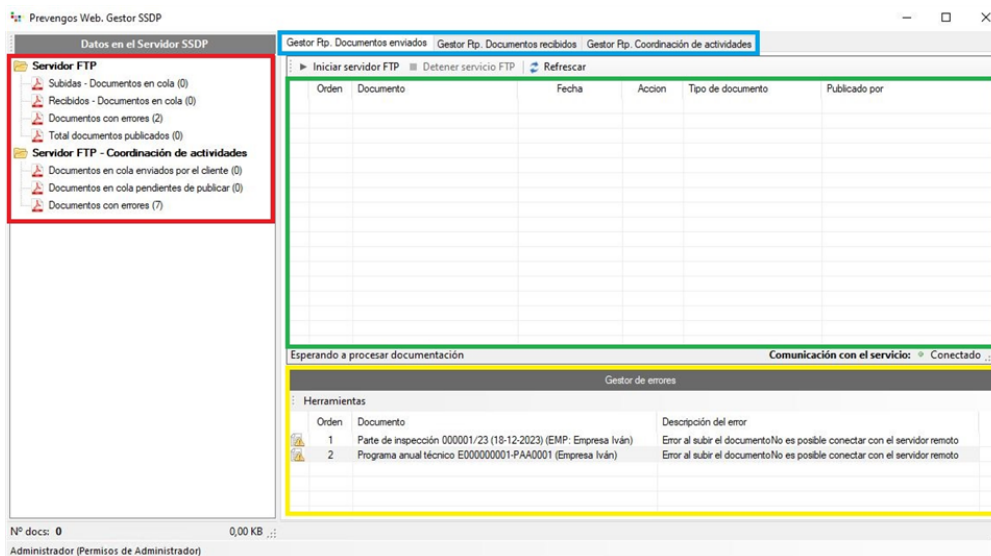 Prevengos Web. Gestor SSDP
Datos en el Servidor SSDP
Servidor FTP
Subidas - Documentos en cola (0)
Recibidos - Documentos en cola (0)
Documentos con errores (2)
Total documentos publicados (0)
Servidor FTP - Coordinación de actividades
Documentos en cola enviados por el cliente (0)
Documentos en cola pendientes de publicar (0)
Documentos con errores (7)
Nº docs: 0 0,00 KB
Administrador (Permisos de Administrador)
Gestor Ftp. Documentos enviados Gestor Ftp. Documentos recibidos Gestor Ftp. Coordinación de actividades
Iniciar servidor FTP Detener servicio FTP Refrescar
Orden Documento Fecha Accion Tipo de documento Publicado por
Esperando a procesar documentación Comunicación con el servicio: Conectado
Gestor de errores
Herramientas
Orden Documento Descripción del error
1 Parte de inspección 000001/23 (18-12-2023) (EMP: Empresa Iván) Error al subir el documentoNo es posible conectar con el servidor remoto
2 Programa anual técnico E000000001-PAA0001 (Empresa Iván) Error al subir el documentoNo es posible conectar con el servidor remoto